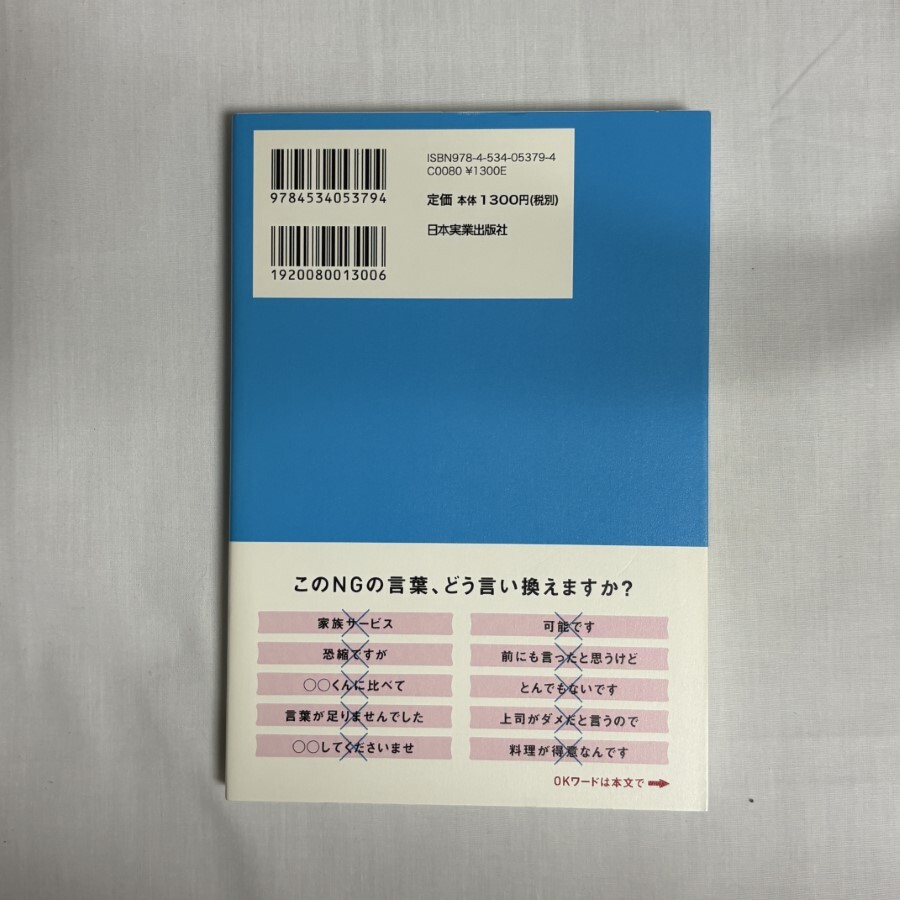 ISBN978-4-534-05379-4
C0080 ¥1300E
9784534053794
定価 本体1300円(税別)
日本実業出版社
1920080013006
このNGの言葉、どう言い換えますか?
家族サービス
恐縮ですが
○○くんに比べて
言葉が足りませんでした
○○してくださいませ
可能です
前にも言ったと思うけど
とんでもないです
上司がダメだと言うので
料理が得意なんです
OKワードは本文で